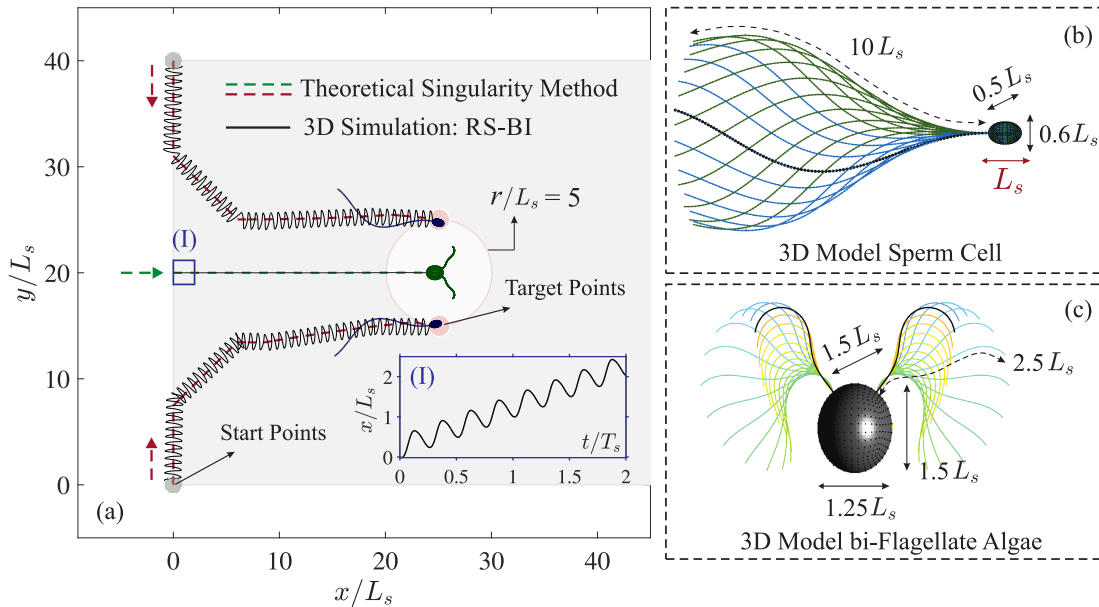 40
30
20
10
0
y/L_s
0
10
20
30
40
x/L_s
(a)
Theoretical Singularity Method
3D Simulation: RS-BI
r/L_s = 5
(I)
Target Points
Start Points
(I)
x/L_s
2
1
0
0
0.5
1
1.5
2
t/T_s
(b)
10 L_s
0.5 L_s
0.6 L_s
L_s
3D Model Sperm Cell
(c)
1.5 L_s
2.5 L_s
1.5 L_s
1.25 L_s
3D Model bi-Flagellate Algae